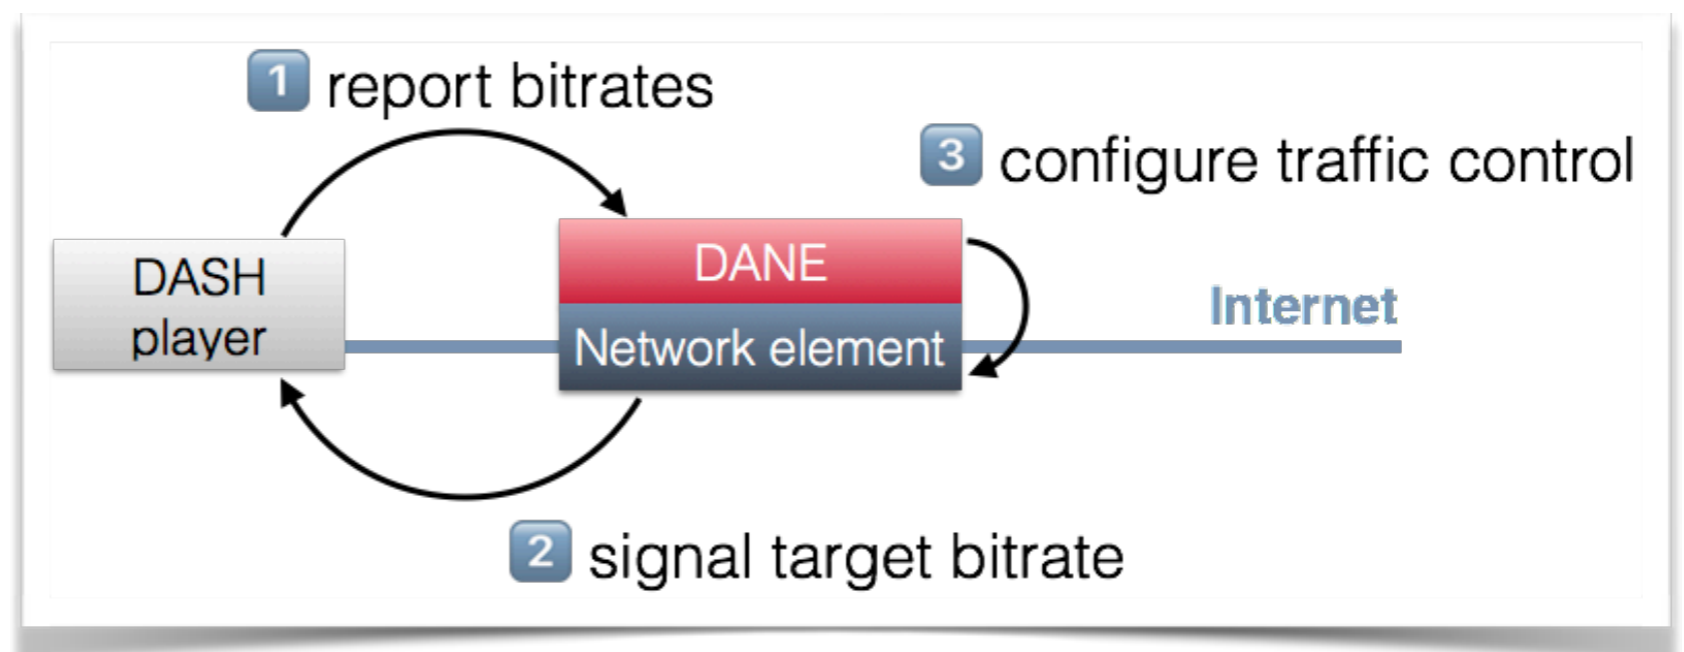 1 report bitrates
3 configure traffic control
DASH
player
DANE
Network element
Internet
2 signal target bitrate